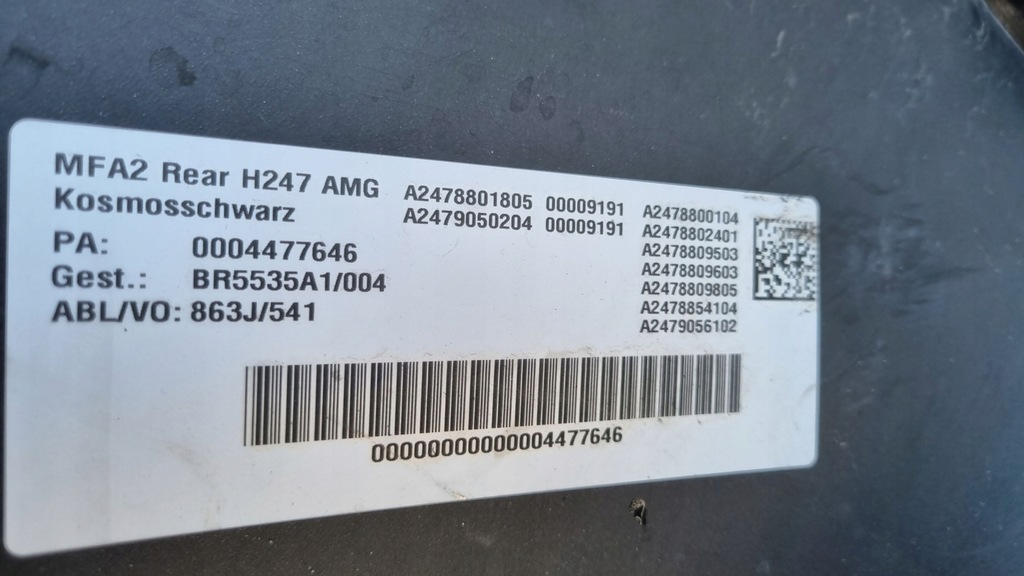 MFA2 Rear H247 AMG
Kosmosschwarz
PA: 0004477646
Gest.: BR5535A1/004
ABL/VO: 863J/541
A2478801805 00009191
A2479050204 00009191
A2478800104
A2478802401
A2478809503
A2478809603
A2478809805
A2478854104
A2479056102
00000000000004477646